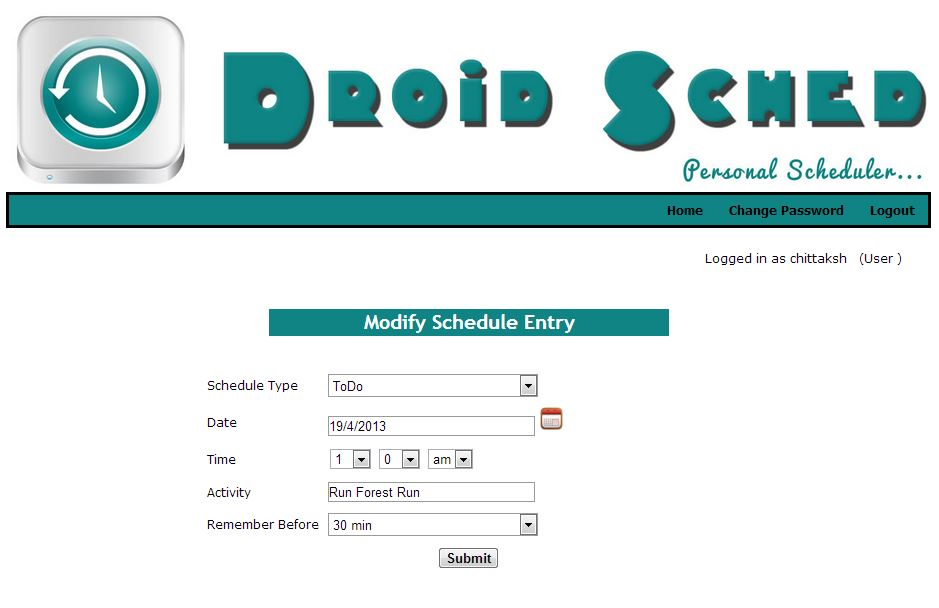 Droid Sched
Personal Scheduler...
Home Change Password Logout
Logged in as chittaksh (User )
Modify Schedule Entry
Schedule Type ToDo
Date 19/4/2013
Time 1 0 am
Activity Run Forest Run
Remember Before 30 min
Submit